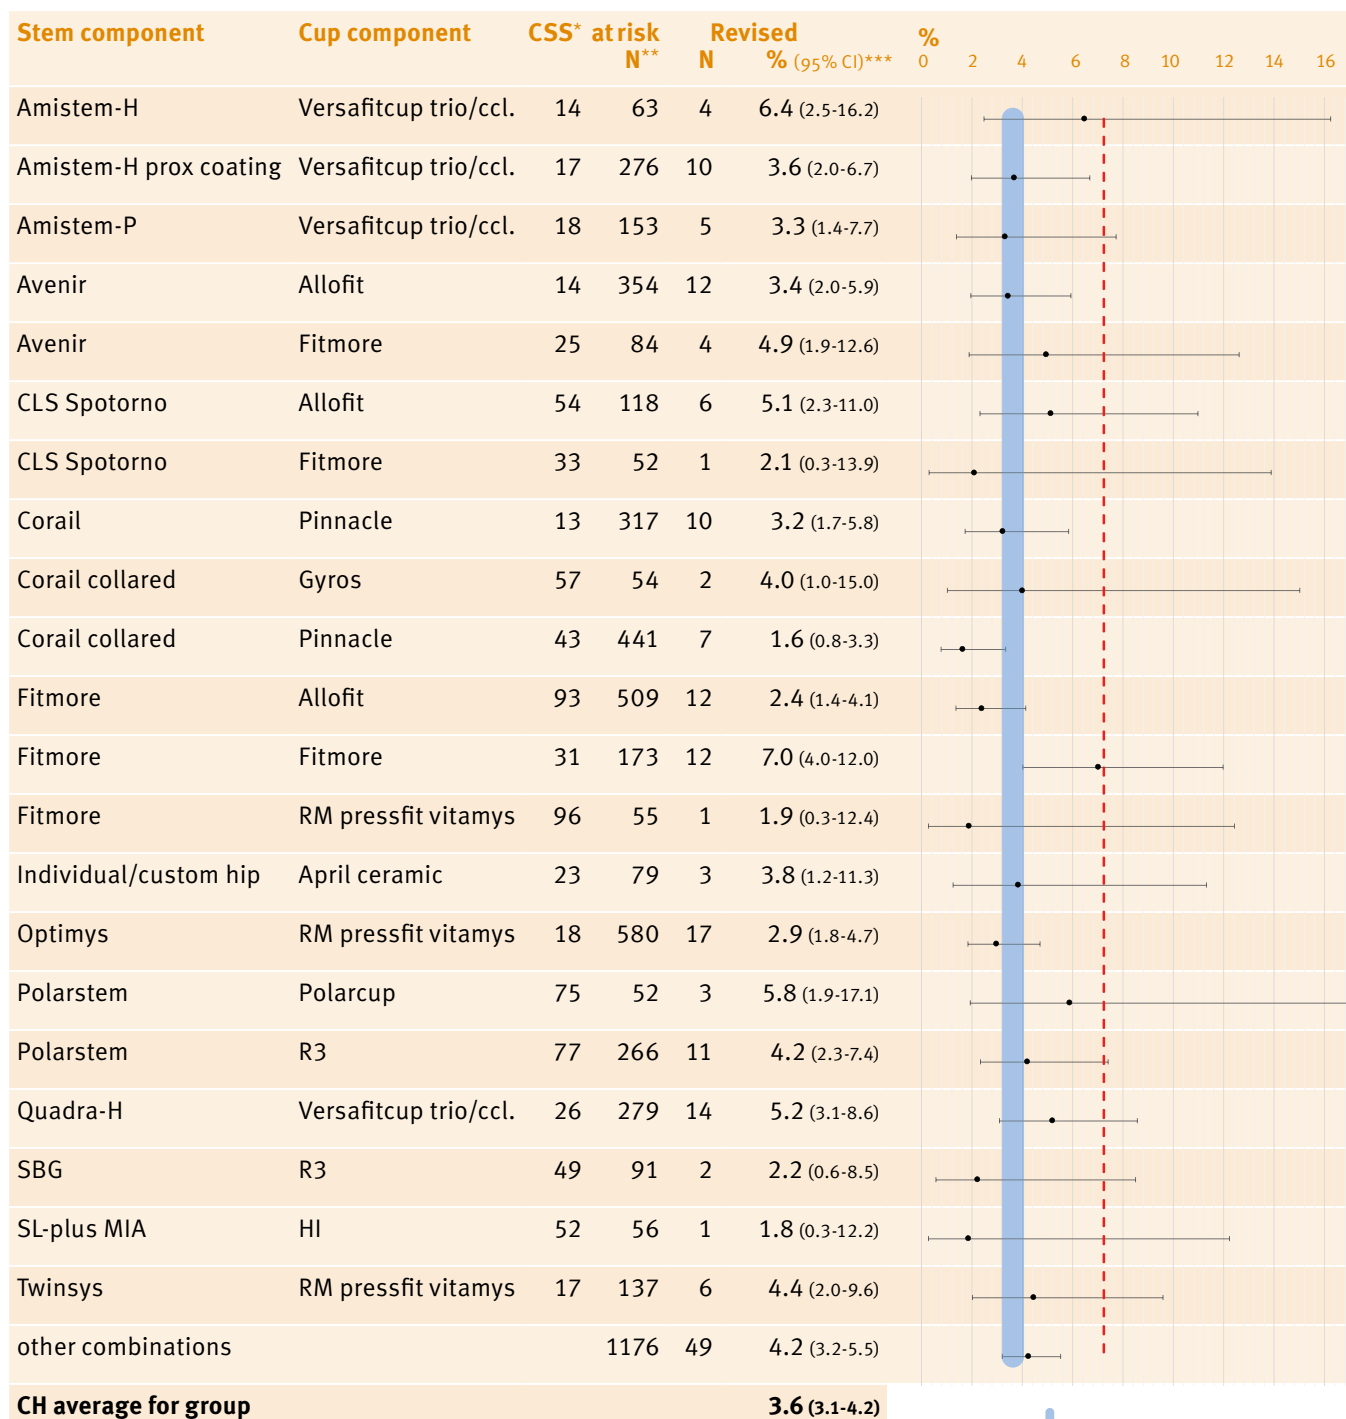 Stem component Cup component CSS* at risk Revised %
N** N % (95% CI)*** 0 2 4 6 8 10 12 14 16
Amistem-H Versafitcup trio/ccl. 14 63 4 6.4 (2.5-16.2)
Amistem-H prox coating Versafitcup trio/ccl. 17 276 10 3.6 (2.0-6.7)
Amistem-P Versafitcup trio/ccl. 18 153 5 3.3 (1.4-7.7)
Avenir Allofit 14 354 12 3.4 (2.0-5.9)
Avenir Fitmore 25 84 4 4.9 (1.9-12.6)
CLS Spotorno Allofit 54 118 6 5.1 (2.3-11.0)
CLS Spotorno Fitmore 33 52 1 2.1 (0.3-13.9)
Corail Pinnacle 13 317 10 3.2 (1.7-5.8)
Corail collared Gyros 57 54 2 4.0 (1.0-15.0)
Corail collared Pinnacle 43 441 7 1.6 (0.8-3.3)
Fitmore Allofit 93 509 12 2.4 (1.4-4.1)
Fitmore Fitmore 31 173 12 7.0 (4.0-12.0)
Fitmore RM pressfit vitamys 96 55 1 1.9 (0.3-12.4)
Individual/custom hip April ceramic 23 79 3 3.8 (1.2-11.3)
Optimys RM pressfit vitamys 18 580 17 2.9 (1.8-4.7)
Polarstem Polarcup 75 52 3 5.8 (1.9-17.1)
Polarstem R3 77 266 11 4.2 (2.3-7.4)
Quadra-H Versafitcup trio/ccl. 26 279 14 5.2 (3.1-8.6)
SBG R3 49 91 2 2.2 (0.6-8.5)
SL-plus MIA HI 52 56 1 1.8 (0.3-12.2)
Twinsys RM pressfit vitamys 17 137 6 4.4 (2.0-9.6)
other combinations 1176 49 4.2 (3.2-5.5)
CH average for group 3.6 (3.1-4.2)